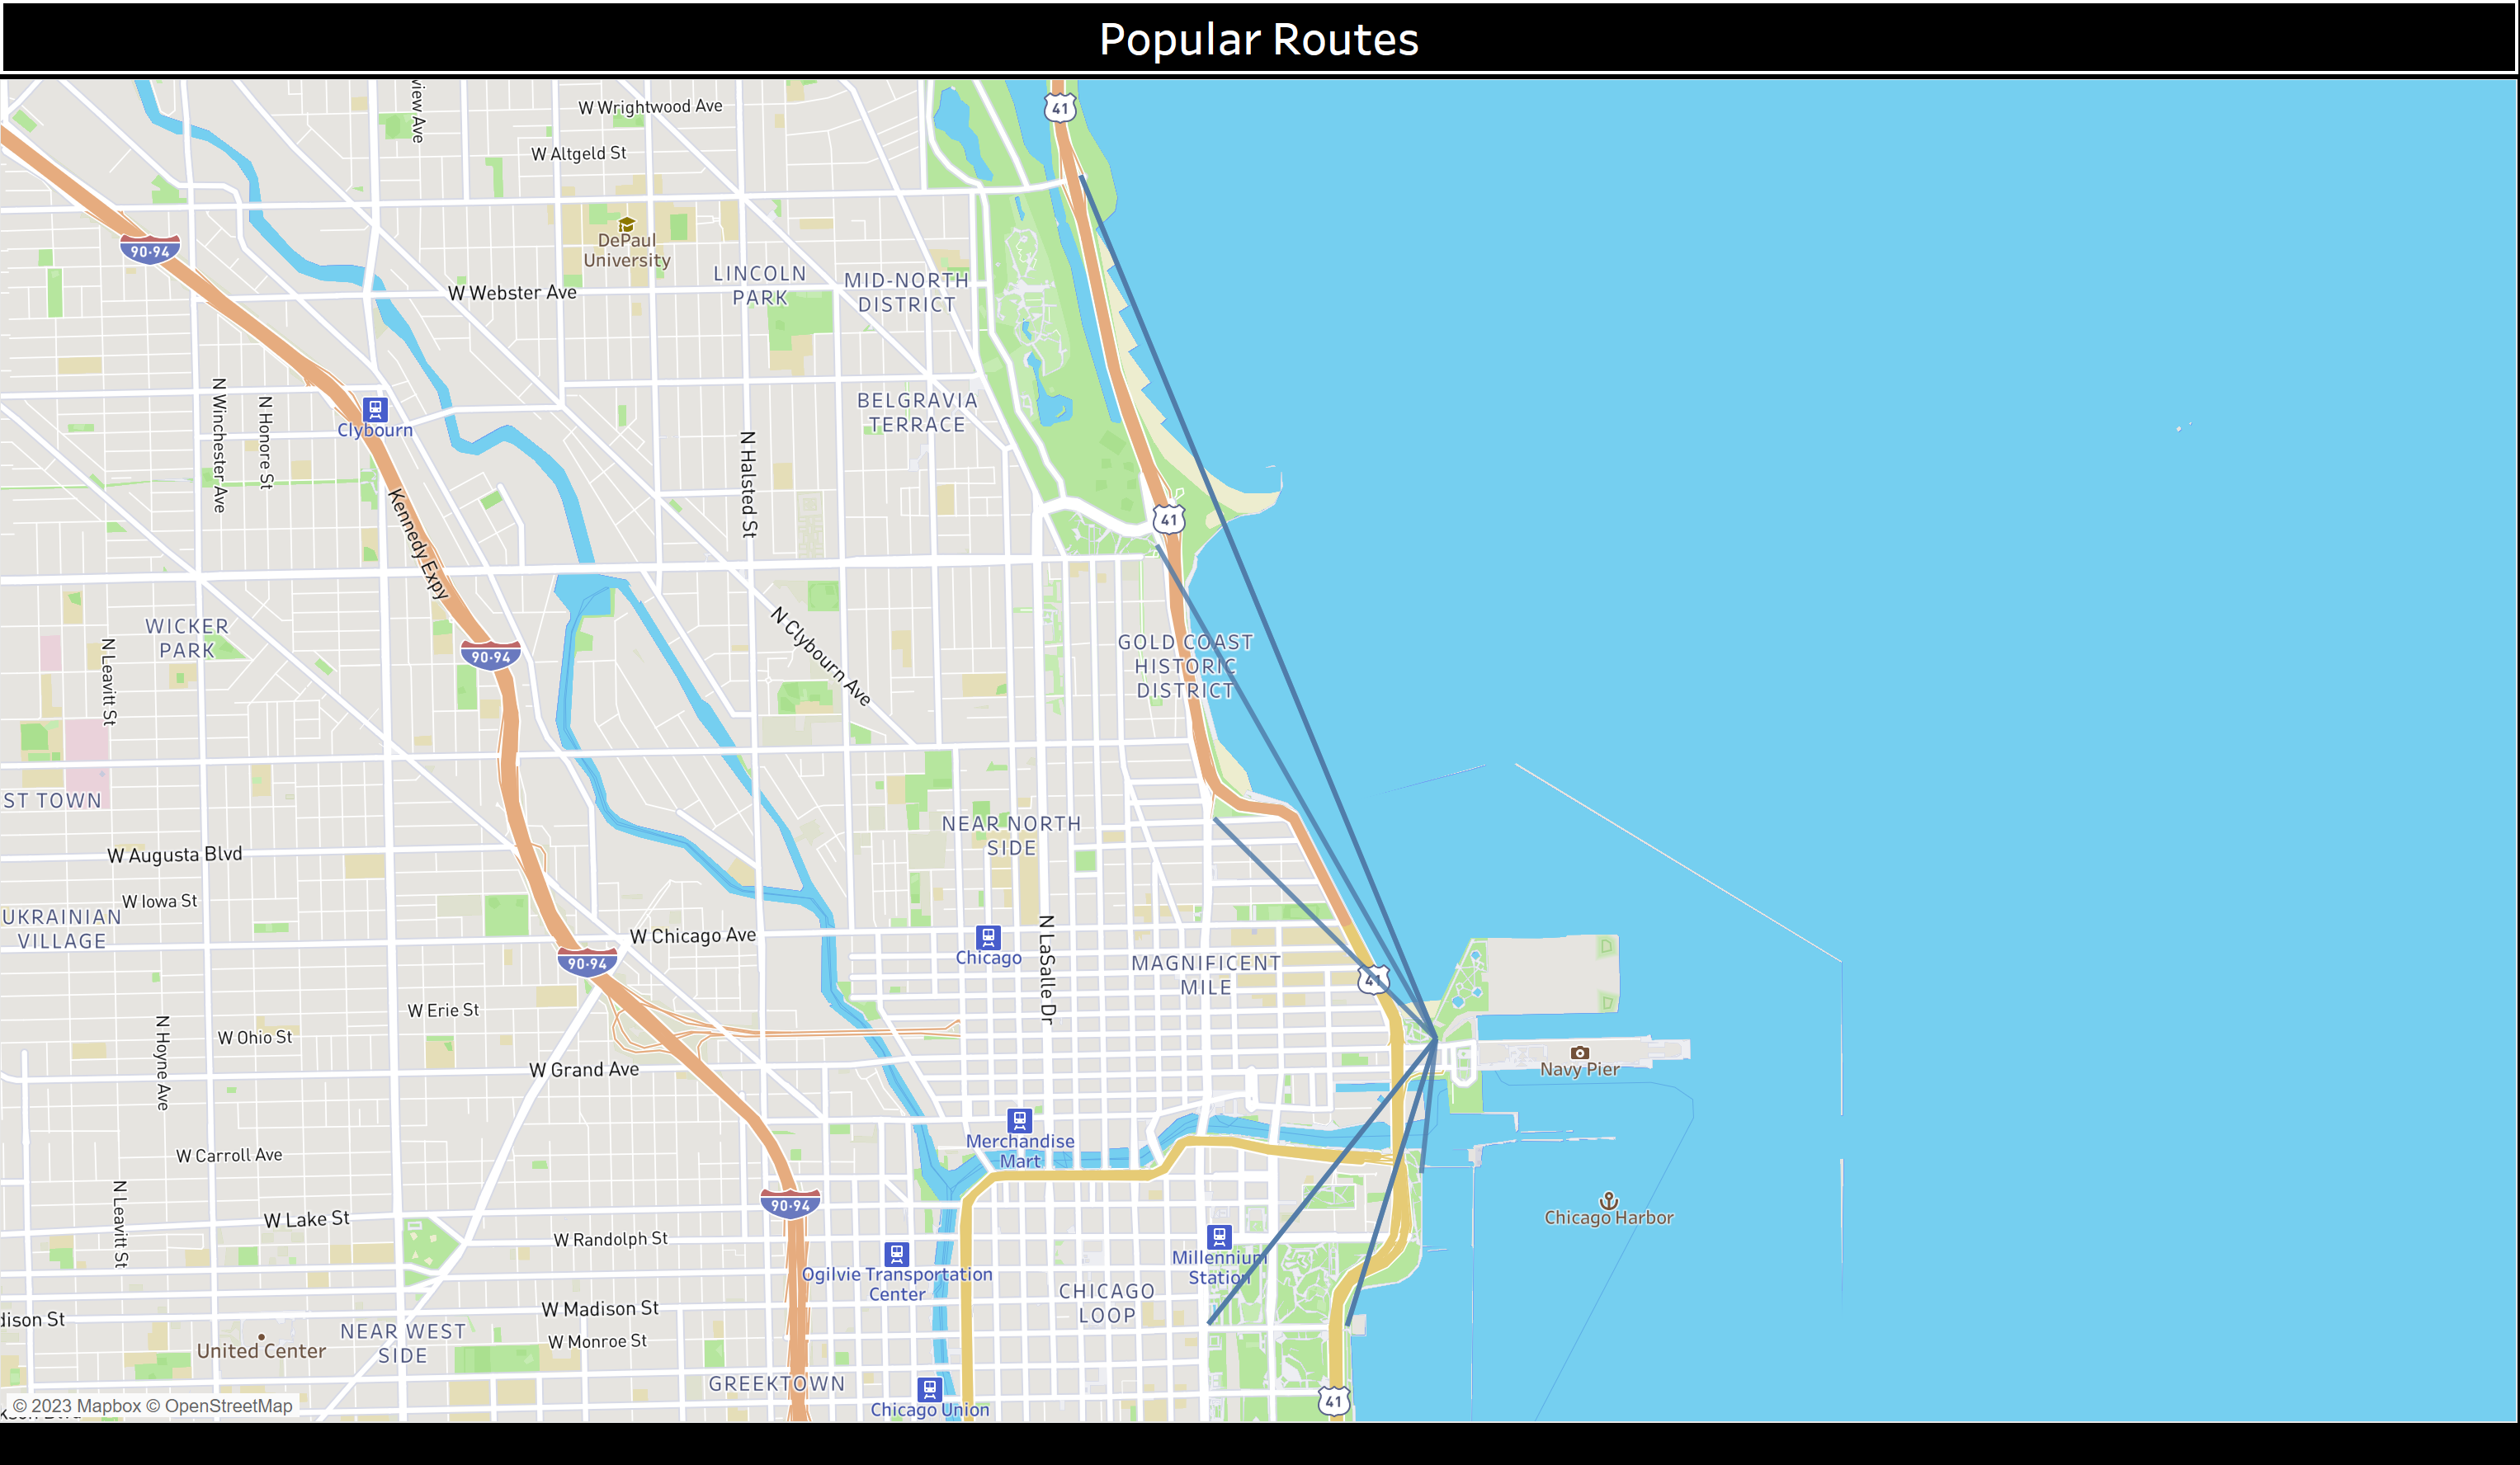 Popular Routes
41
W Wrightwood Ave
view Ave
W Altgeld St
DePaul
University
90-94
LINCOLN
PARK
MID-NORTH
DISTRICT
W Webster Ave
BELGRAVIA
TERRACE
N Winchester Ave
N Honore St
Clybourn
N Halsted St
Kennedy Expy
41
WICKER
PARK
N Leavitt St
90-94
N Clybourn Ave
GOLD COAST
HISTORIC
DISTRICT
ST TOWN
NEAR NORTH
SIDE
W Augusta Blvd
W Iowa St
UKRAINIAN
VILLAGE
W Chicago Ave
90-94
Chicago
N LaSalle Dr
MAGNIFICENT
MILE
41
W Erie St
W Ohio St
N Hoyne Ave
W Grand Ave
Navy Pier
Merchandise
Mart
W Carroll Ave
N Leavitt St
90-94
W Lake St
W Randolph St
Chicago Harbor
Millennium
Station
Ogilvie Transportation
Center
CHICAGO
LOOP
W Madison St
dison St
NEAR WEST
SIDE
W Monroe St
United Center
GREEKTOWN
41
© 2023 Mapbox © OpenStreetMap
Chicago Union